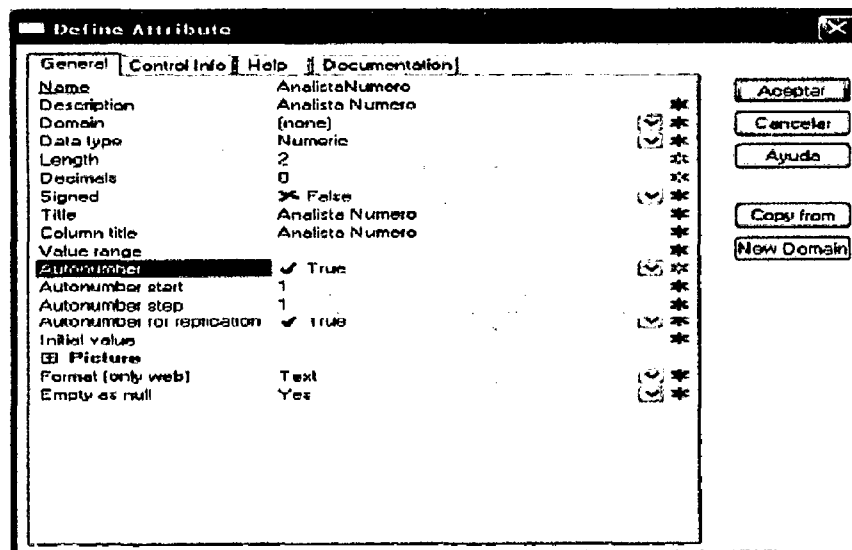 Define Attribute
General Control Info Help Documentation
Name AnalistaNumero
Description Analista Numero
Domain (none)
Data type Numeric
Length 2
Decimals 0
Signed False
Title Analista Numero
Column title Analista Numero
Value range
Autonumber True
Autonumber start 1
Autonumber step 1
Autonumber for replication True
Initial value
Picture
Format (only web) Text
Empty as null Yes
Aceptar
Cancelar
Ayuda
Copy from
New Domain